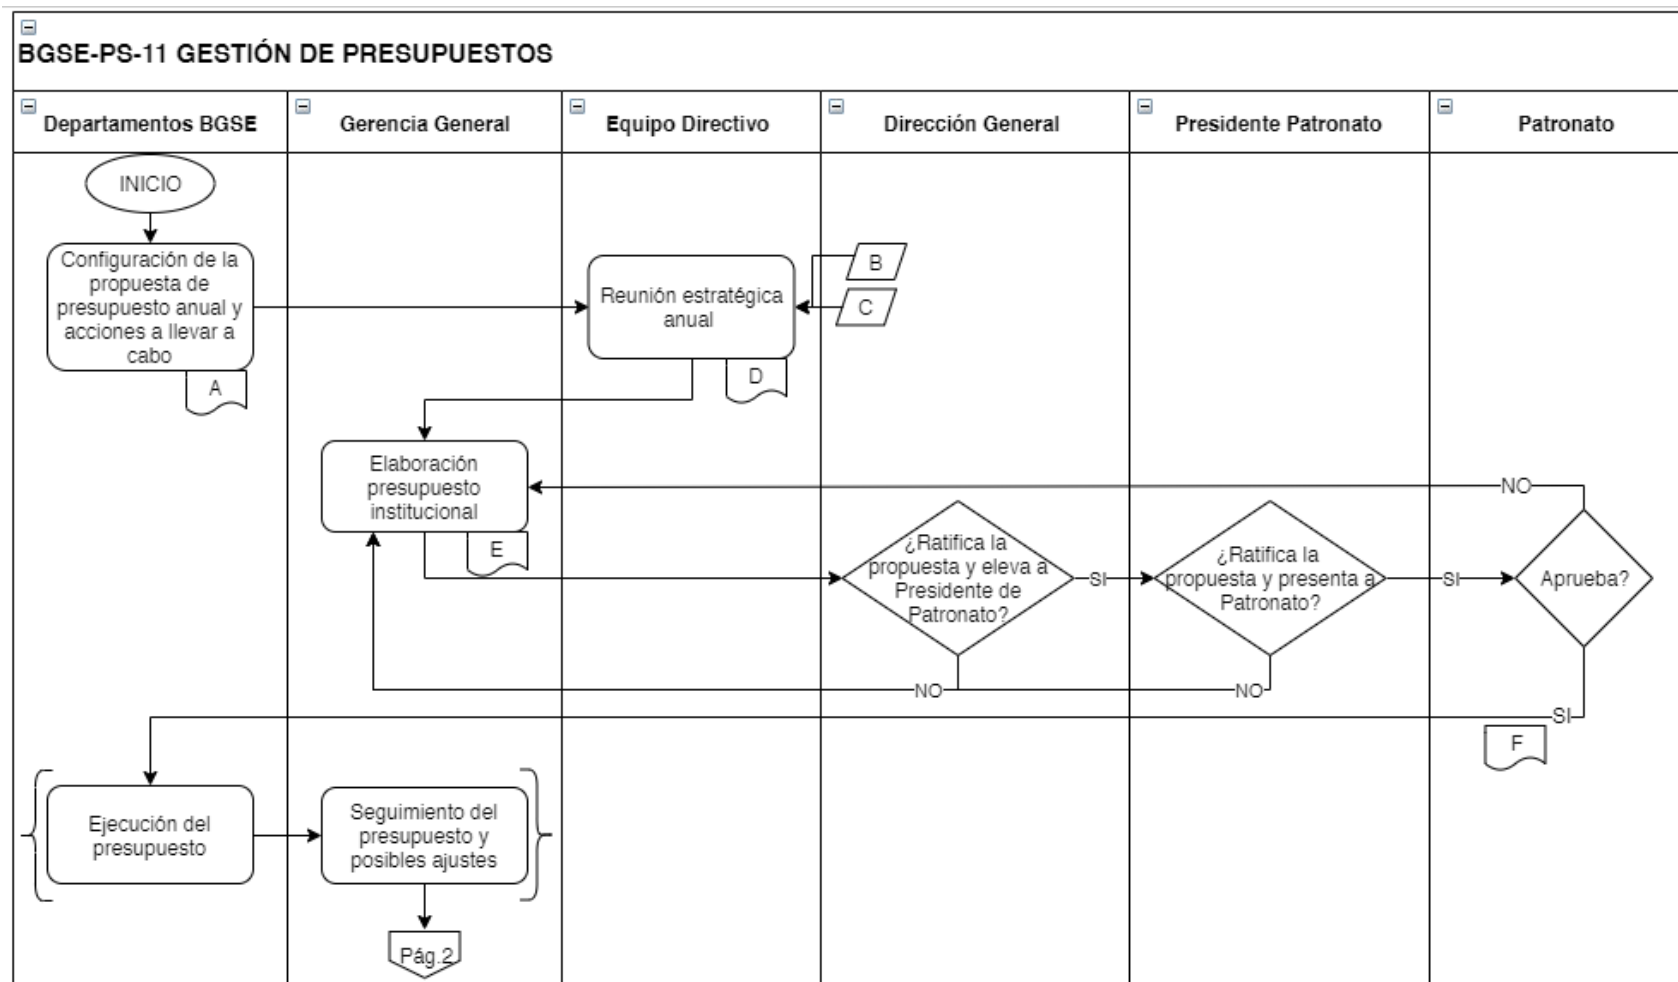 BGSE-PS-11 GESTIÓN DE PRESUPUESTOS
Departamentos BGSE
Gerencia General
Equipo Directivo
Dirección General
Presidente Patronato
Patronato
INICIO
Configuración de la
propuesta de
presupuesto anual y
acciones a llevar a
cabo
A
Reunión estratégica
anual
B
C
D
Elaboración
presupuesto
institucional
E
¿Ratifica la
propuesta y eleva a
Presidente de
Patronato?
SI
NO
¿Ratifica la
propuesta y presenta a
Patronato?
SI
NO
Aprueba?
NO
SI
F
Ejecución del
presupuesto
Seguimiento del
presupuesto y
posibles ajustes
Pág.2